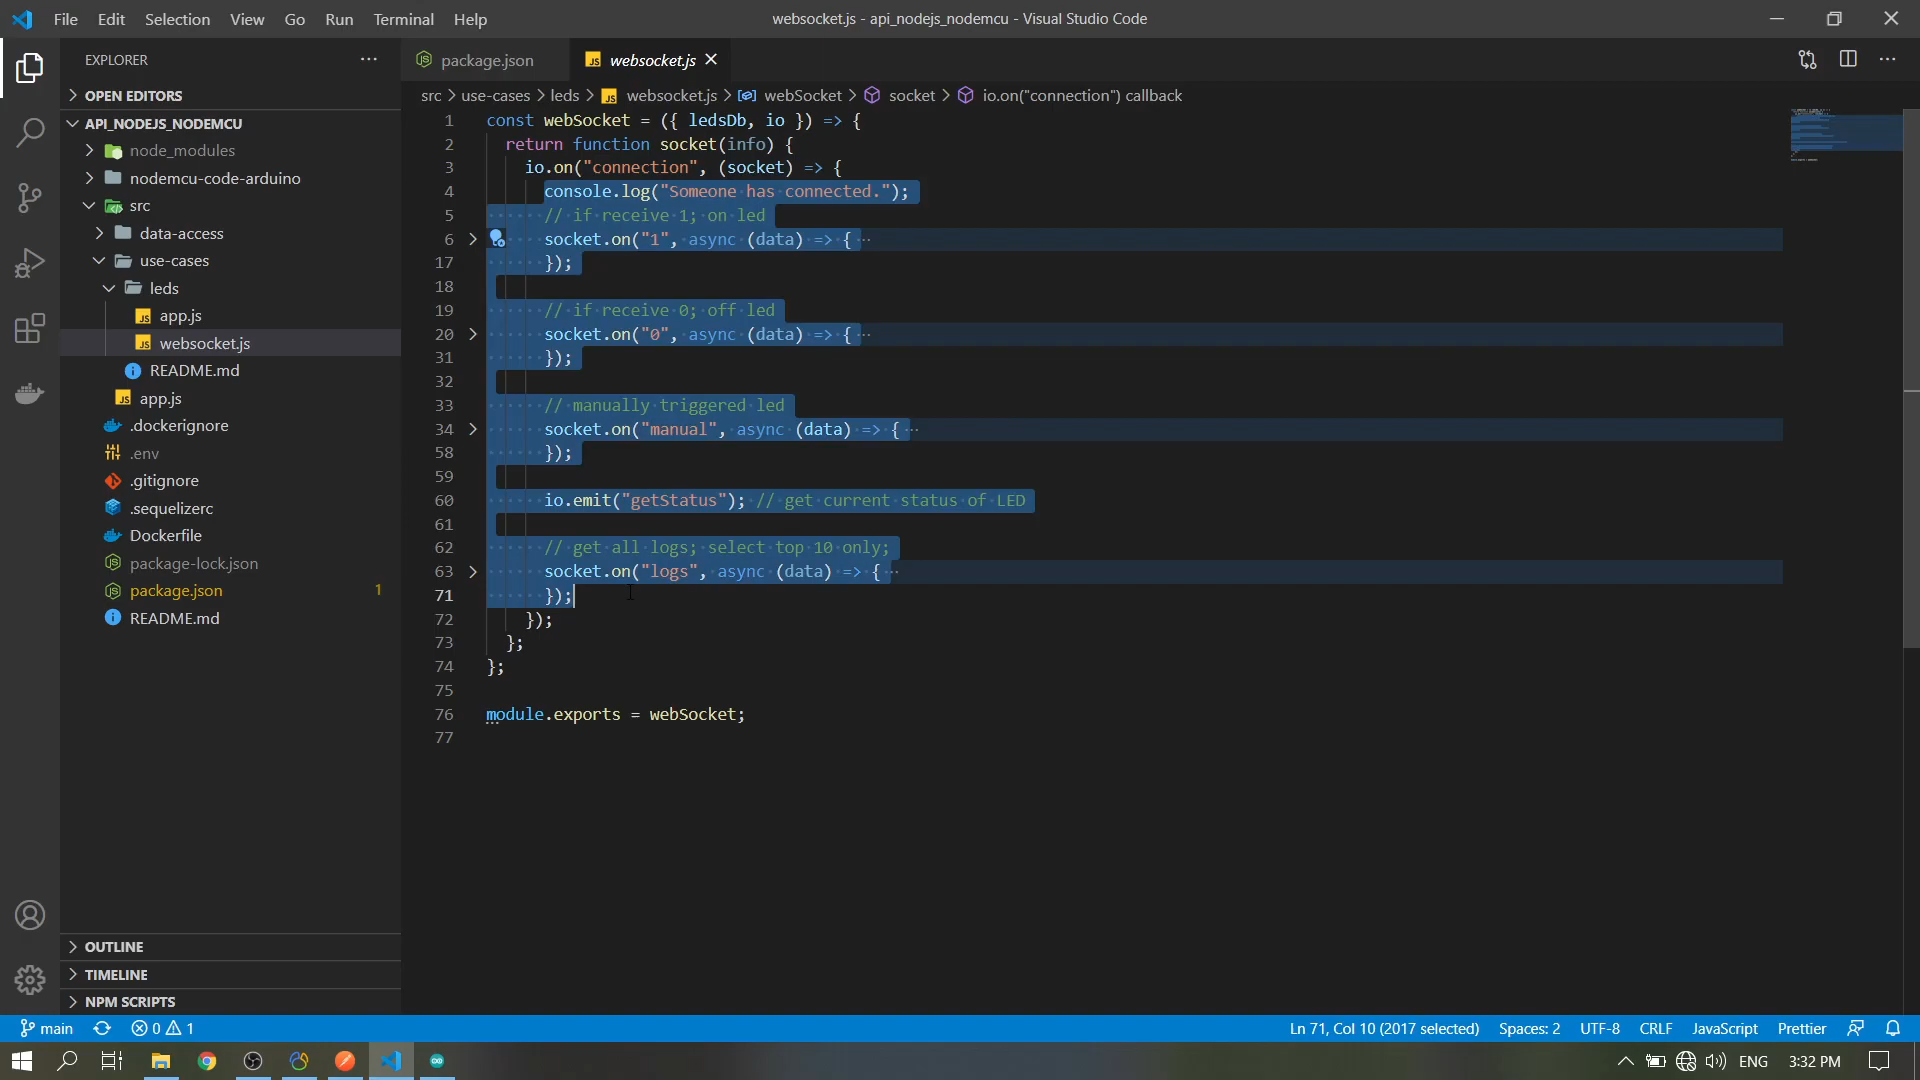 File Edit Selection View Go Run Terminal Help
websocket.js - api_nodejs_nodemcu - Visual Studio Code
EXPLORER
OPEN EDITORS
API_NODEJS_NODEMCU
node_modules
nodemcu-code-arduino
src
data-access
use-cases
leds
app.js
websocket.js
README.md
app.js
.dockerignore
.env
.gitignore
.sequelizerc
Dockerfile
package-lock.json
package.json 1
README.md
OUTLINE
TIMELINE
NPM SCRIPTS
package.json
websocket.js
src > use-cases > leds > websocket.js > webSocket > socket > io.on("connection") callback
1 const webSocket = ({ ledsDb, io }) => {
2 return function socket(info) {
3 io.on("connection", (socket) => {
4 console.log("Someone has connected.");
5 // if receive 1; on led
6 socket.on("1", async (data) => { ...
17 });
18
19 // if receive 0; off led
20 socket.on("0", async (data) => { ...
31 });
32
33 // manually triggered led
34 socket.on("manual", async (data) => { ...
58 });
59
60 io.emit("getStatus"); // get current status of LED
61
62 // get all logs; select top 10 only;
63 socket.on("logs", async (data) => { ...
71 });
72 });
73 };
74 };
75
76 module.exports = webSocket;
77
main 0 1
Ln 71, Col 10 (2017 selected) Spaces: 2 UTF-8 CRLF JavaScript Prettier
ENG 3:32 PM